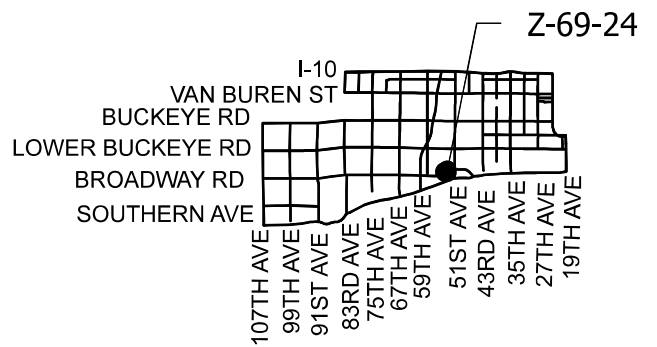 Z-69-24
I-10
VAN BUREN ST
BUCKEYE RD
LOWER BUCKEYE RD
BROADWAY RD
SOUTHERN AVE
107TH AVE
99TH AVE
91ST AVE
83RD AVE
75TH AVE
67TH AVE
59TH AVE
51ST AVE
43RD AVE
35TH AVE
27TH AVE
19TH AVE